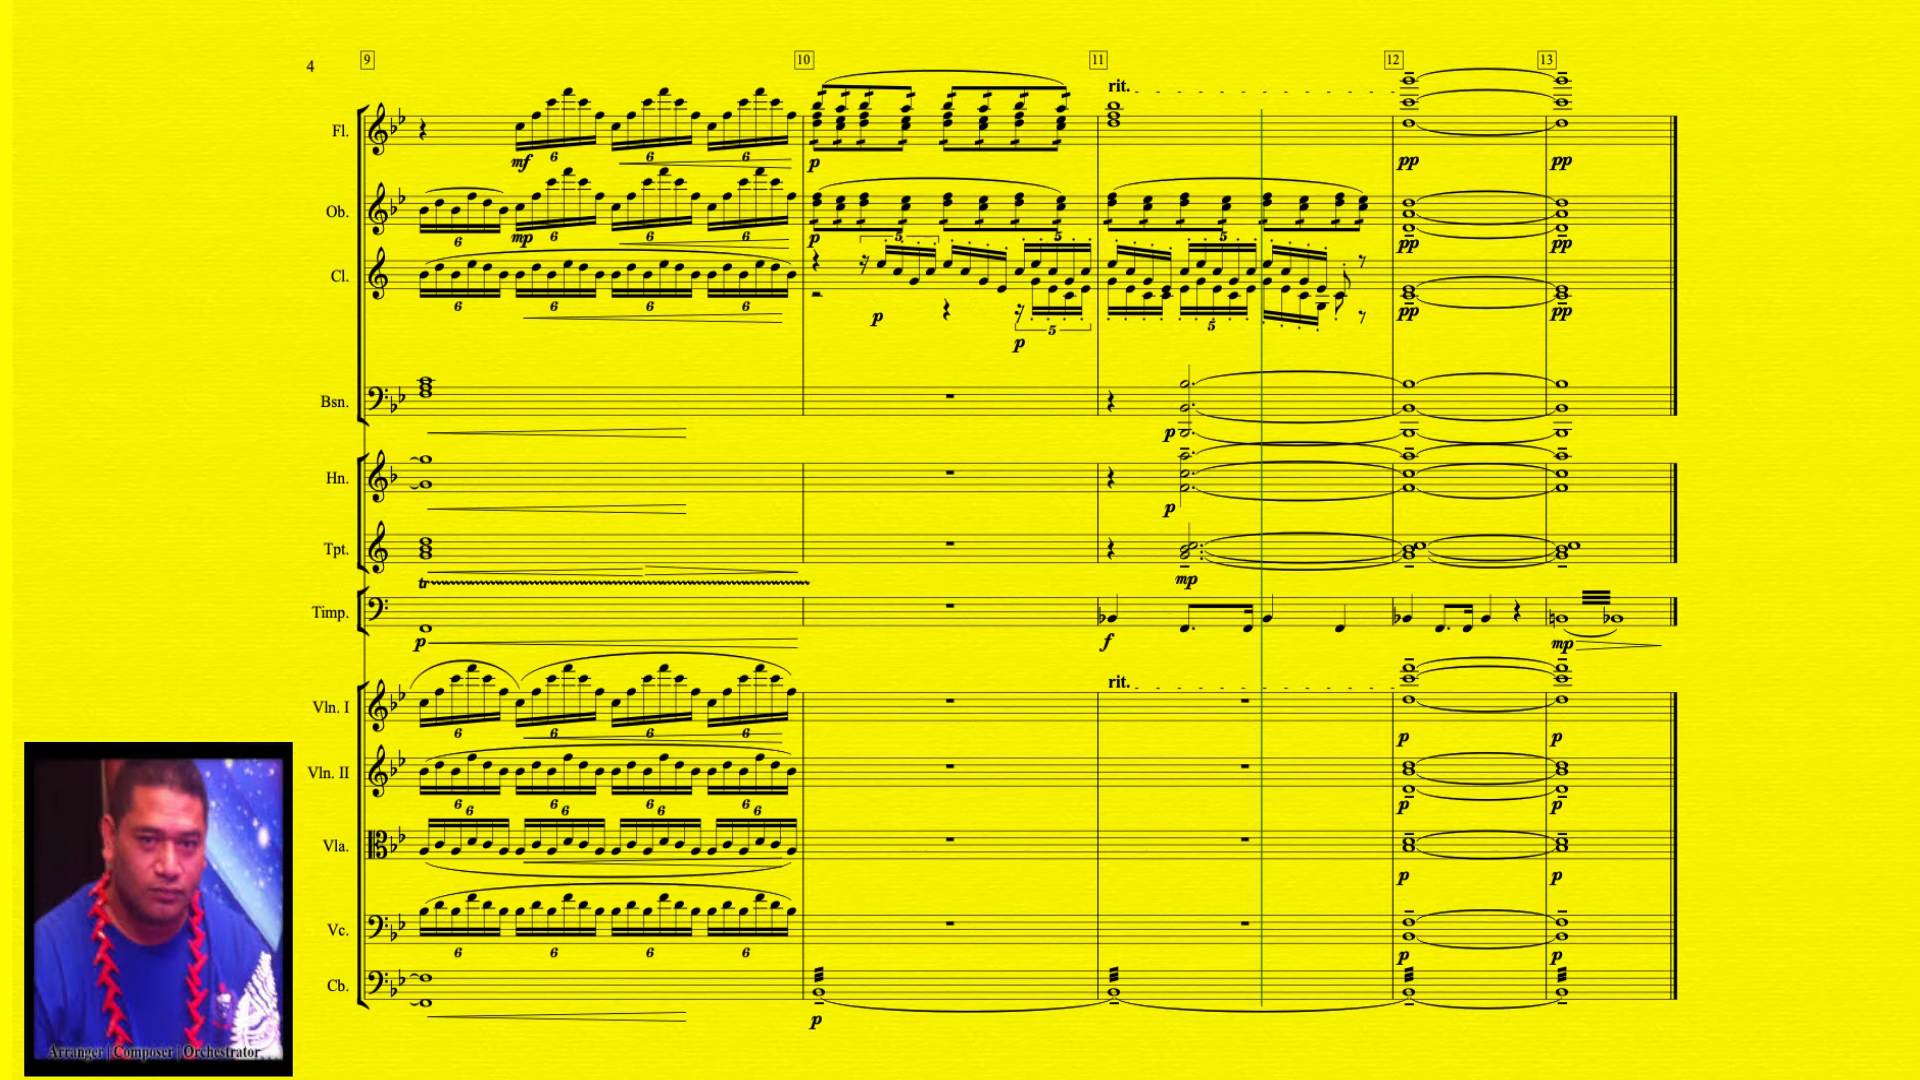 4
9 10 11 12 13
rit.
Fl.
mf p pp pp
6 6 6
Ob.
mp p pp pp
6 6 6 6
5 5 5
Cl.
p pp pp
6 6 6 6 5 5
p
Bsn.
p
Hn.
p
Tpt.
mp
tr
Timp.
p f mp
rit.
Vln. I
6 6 6 6 p p
Vln. II
6 6 6 6 p p
6 6 6 6
Vla.
p p
Vc.
6 6 6 6 p p
Cb.
p
Arranger | Composer | Orchestrator